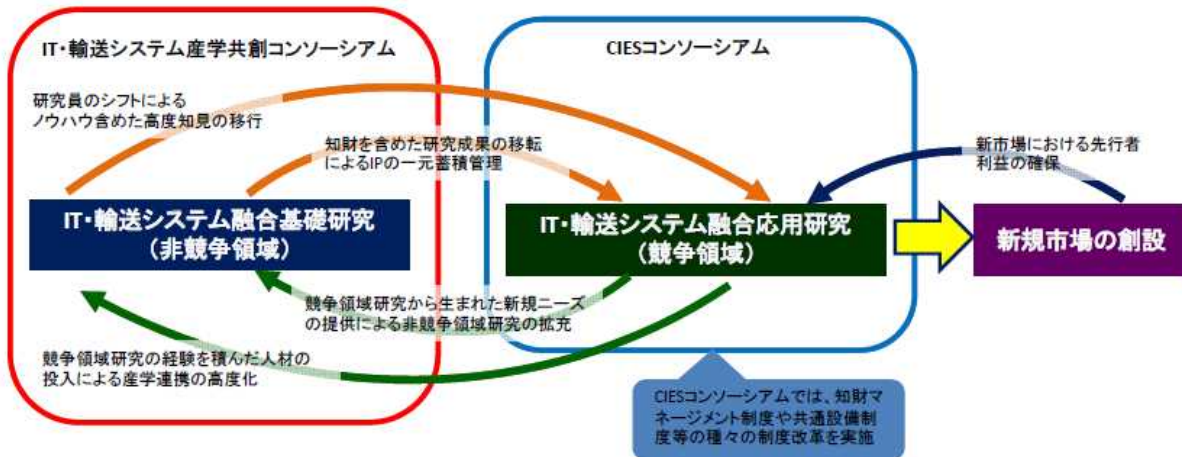 IT・輸送システム産学共創コンソーシアム
CIESコンソーシアム
研究員のシフトによる
ノウハウ含めた高度知見の移行
知財を含めた研究成果の移転
によるIPの一元蓄積管理
新市場における先行者
利益の確保
IT・輸送システム融合基礎研究
（非競争領域）
IT・輸送システム融合応用研究
（競争領域）
新規市場の創設
競争領域研究から生まれた新規ニーズ
の提供による非競争領域研究の拡充
競争領域研究の経験を積んだ人材の
投入による産学連携の高度化
CIESコンソーシアムでは、知財マ
ネージメント制度や共通設備制
度等の種々の制度改革を実施